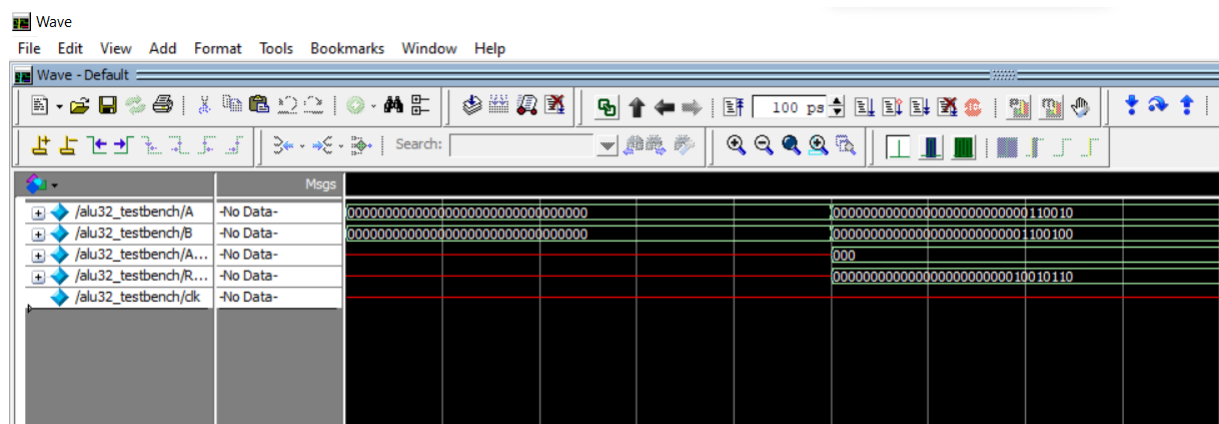 Wave
File Edit View Add Format Tools Bookmarks Window Help
Wave - Default
100 ps
Search:
Msgs
/alu32_testbench/A -No Data- 00000000000000000000000000000000 00000000000000000000000000110010
/alu32_testbench/B -No Data- 00000000000000000000000000000000 00000000000000000000000001100100
/alu32_testbench/A... -No Data- 000
/alu32_testbench/R... -No Data- 00000000000000000000000010010110
/alu32_testbench/clk -No Data-